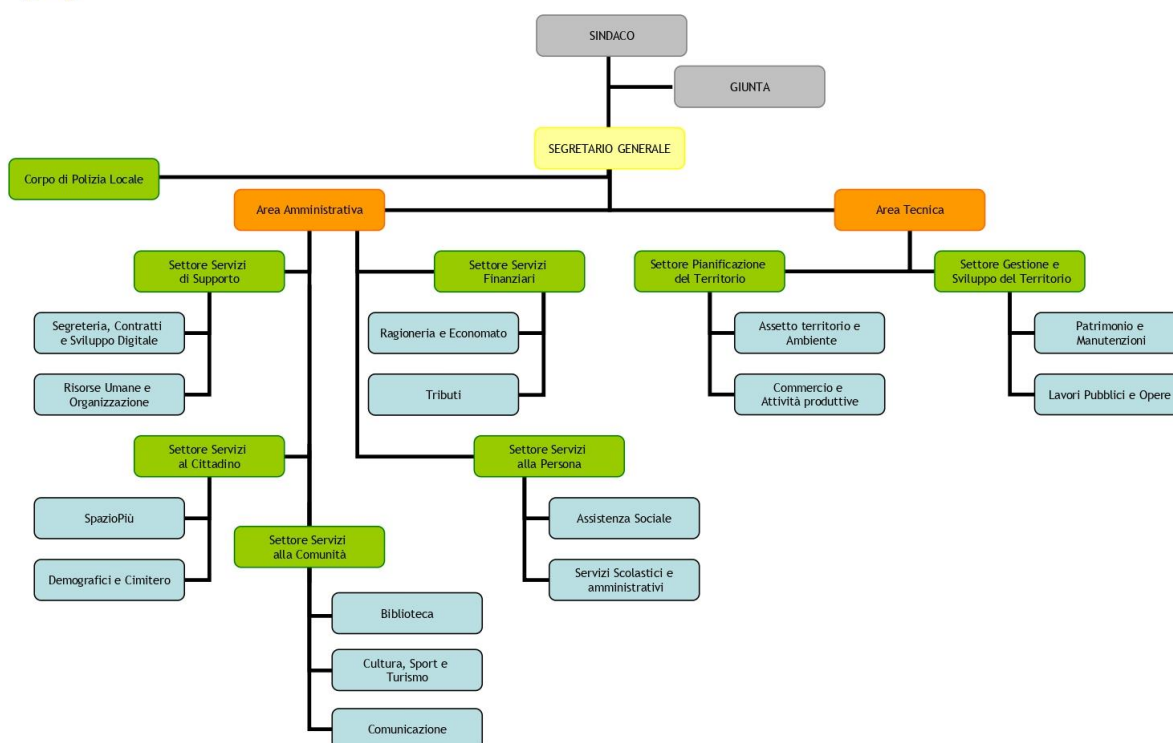 SINDACO
GIUNTA
SEGRETARIO GENERALE
Corpo di Polizia Locale
Area Amministrativa
Area Tecnica
Settore Servizi
di Supporto
Settore Servizi
Finanziari
Settore Pianificazione
del Territorio
Settore Gestione e
Sviluppo del Territorio
Segreteria, Contratti
e Sviluppo Digitale
Ragioneria e Economato
Assetto territorio e
Ambiente
Patrimonio e
Manutenzioni
Risorse Umane e
Organizzazione
Tributi
Commercio e
Attività produttive
Lavori Pubblici e Opere
Settore Servizi
al Cittadino
Settore Servizi
alla Persona
SpazioPiù
Assistenza Sociale
Settore Servizi
alla Comunità
Demografici e Cimitero
Servizi Scolastici e
amministrativi
Biblioteca
Cultura, Sport e
Turismo
Comunicazione